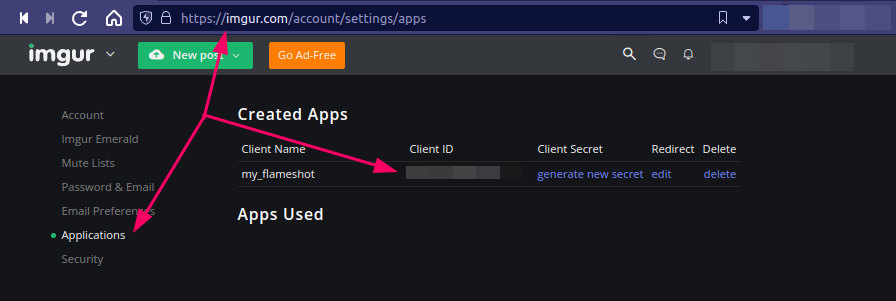 https://imgur.com/account/settings/apps
imgur New post Go Ad-Free
Account
Imgur Emerald
Mute Lists
Password & Email
Email Preferences
Applications
Security
Created Apps
Client Name Client ID Client Secret Redirect Delete
my_flameshot generate new secret edit delete
Apps Used